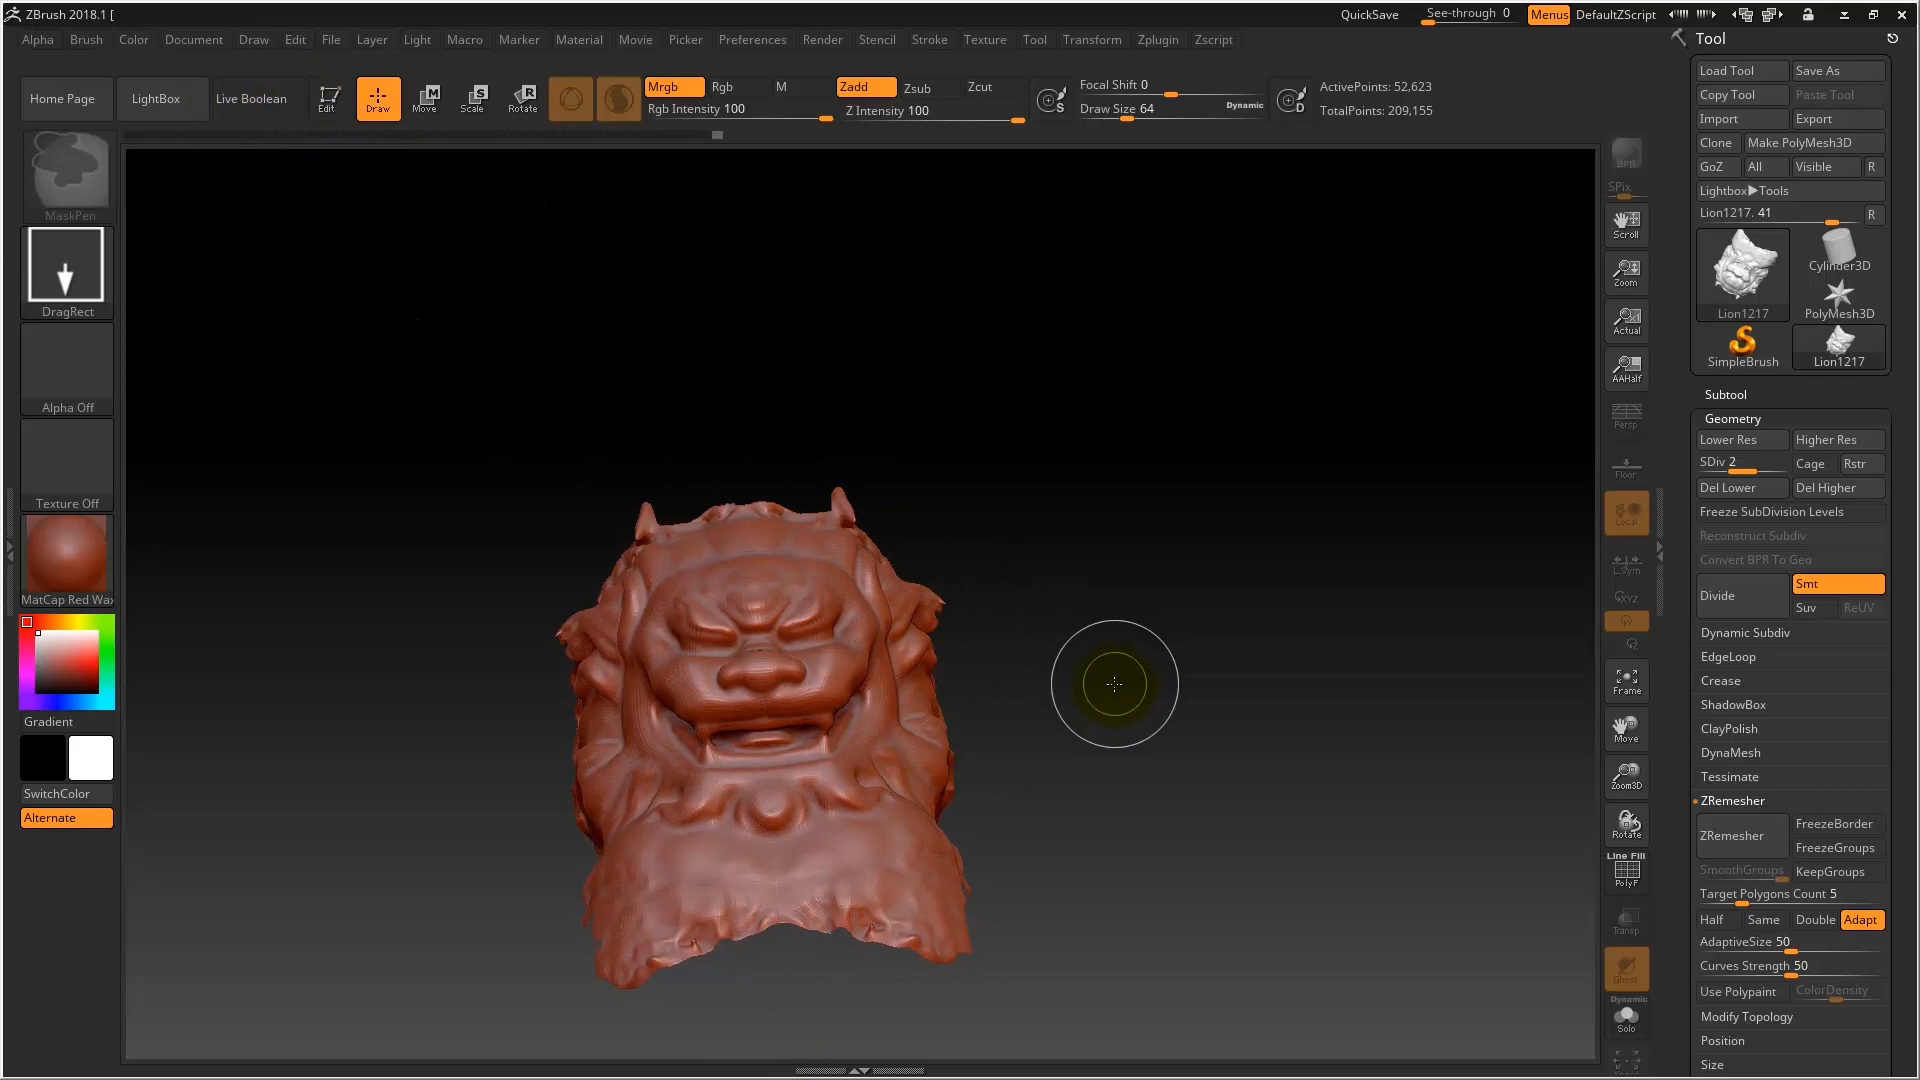 ZBrush 2018.1 [
QuickSave
See-through 0
Menus
DefaultZScript
Alpha Brush Color Document Draw Edit File Layer Light Macro Marker Material Movie Picker Preferences Render Stencil Stroke Texture Tool Transform Zplugin Zscript
Tool
Home Page
LightBox
Live Boolean
Edit
Draw
Move
Scale
Rotate
Mrgb Rgb M
Rgb Intensity 100
Zadd Zsub Zcut
Z Intensity 100
Focal Shift 0
Draw Size 64
Dynamic
ActivePoints: 52,623
TotalPoints: 209,155
MaskPen
DragRect
Alpha Off
Texture Off
MatCap Red Wax
Gradient
SwitchColor
Alternate
BPR
SPix
Scroll
Zoom
Actual
AAHalf
Persp
Floor
Local
L.Sym
Frame
Move
Zoom3D
Rotate
Line Fill
PolyF
Transp
Ghost
Dynamic
Solo
Load Tool Save As
Copy Tool Paste Tool
Import Export
Clone Make PolyMesh3D
GoZ All Visible R
Lightbox▶Tools
Lion1217. 41 R
Lion1217
Cylinder3D
PolyMesh3D
SimpleBrush
Lion1217
Subtool
Geometry
Lower Res Higher Res
SDiv 2 Cage Rstr
Del Lower Del Higher
Freeze SubDivision Levels
Reconstruct Subdiv
Convert BPR To Geo
Divide
Smt
Suv ReUV
Dynamic Subdiv
EdgeLoop
Crease
ShadowBox
ClayPolish
DynaMesh
Tessimate
ZRemesher
ZRemesher
FreezeBorder
FreezeGroups
SmoothGroups KeepGroups
Target Polygons Count 5
Half Same Double Adapt
AdaptiveSize 50
Curves Strength 50
Use Polypaint ColorDensity
Modify Topology
Position
Size